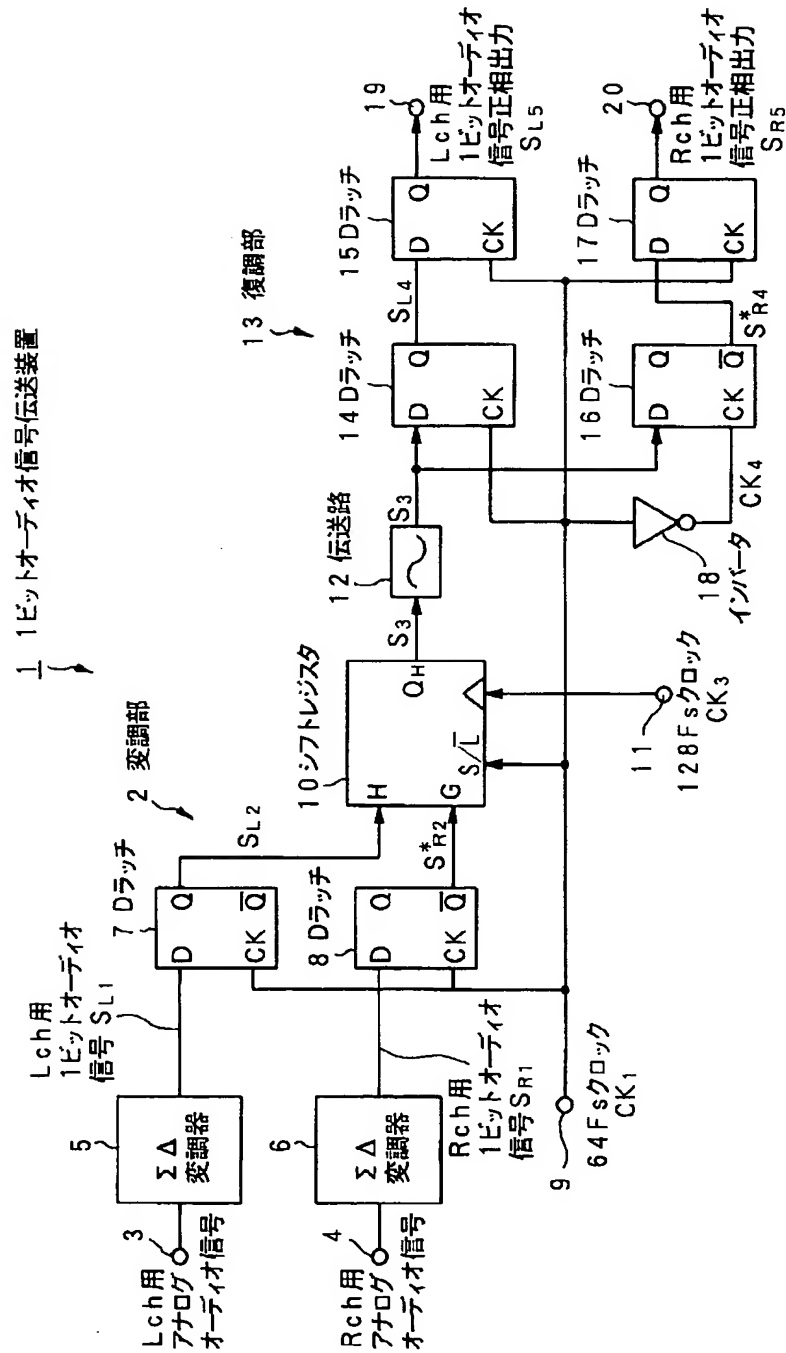 1 1ビットオーディオ信号伝送装置
2 変調部
13 復調部
Lch用
1ビットオーディオ
信号 SL1
7 Dラッチ
D Q
CK Q
SL2
5
ΣΔ
変調器
3
Lch用
アナログ
オーディオ信号
10 シフトレジスタ
H
G
QH
S/L
S3
12 伝送路
S3
14 Dラッチ
D Q
CK
SL4
15 Dラッチ
D Q
CK
19
Lch用
1ビットオーディオ
信号正相出力
SL5
8 Dラッチ
D Q
CK Q
S*R2
6
ΣΔ
変調器
4
Rch用
アナログ
オーディオ信号
Rch用
1ビットオーディオ
信号 SR1
16 Dラッチ
D Q
CK Q
S*R4
17 Dラッチ
D Q
CK
20
Rch用
1ビットオーディオ
信号正相出力
SR5
9
64Fsクロック
CK1
11
128Fsクロック
CK3
18
インバータ
CK4